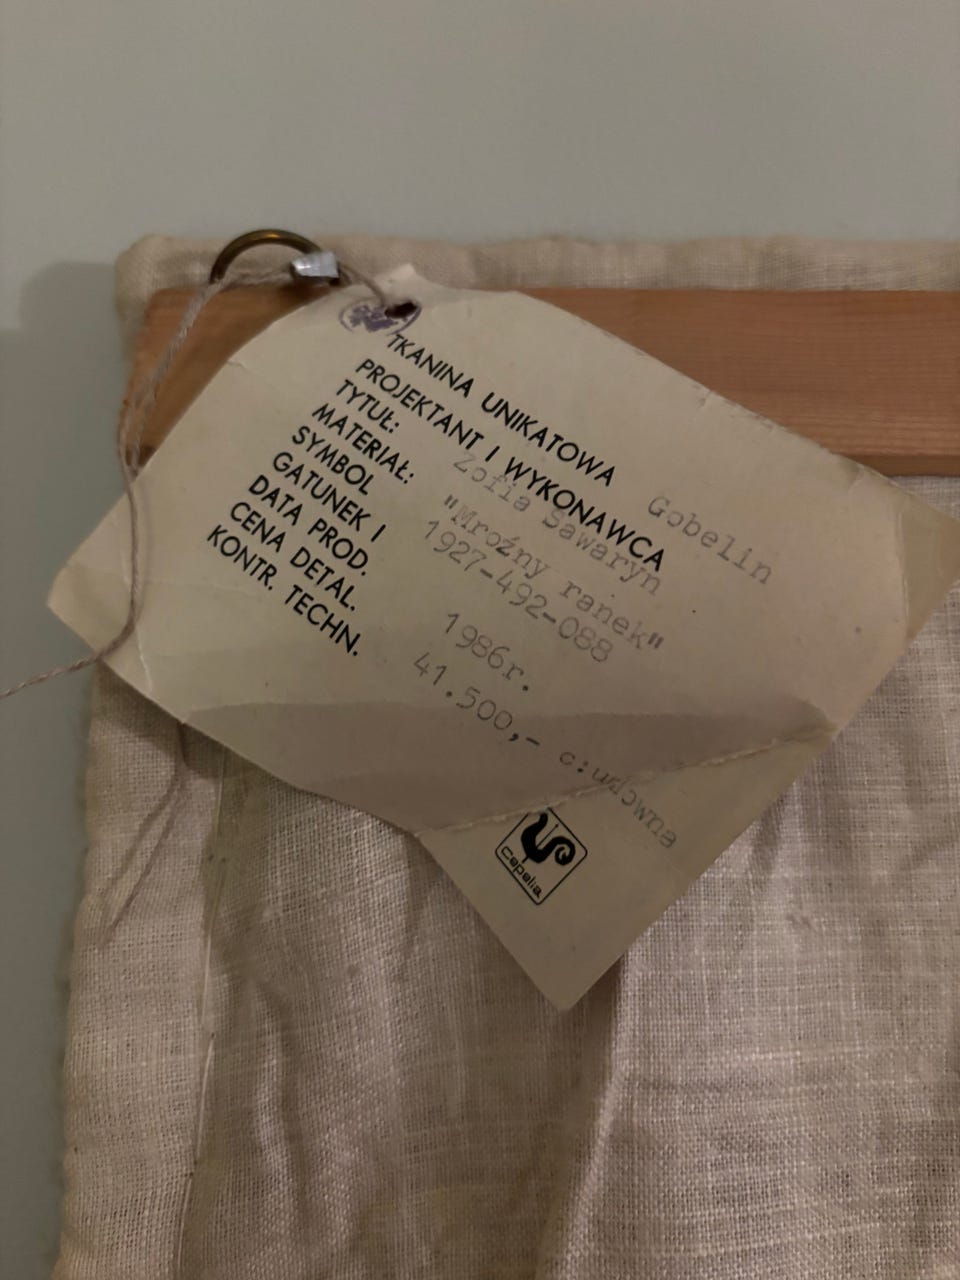 TKANINA UNIKATOWA Gobelin
PROJEKTANT I WYKONAWCA
Zofia Sawaryn
TYTUŁ: "Mroźny ranek"
MATERIAŁ: 1927-492-088
SYMBOL
GATUNEK I
DATA PROD. 1986r.
CENA DETAL. 41.500,-
KONTR. TECHN.
cepelia